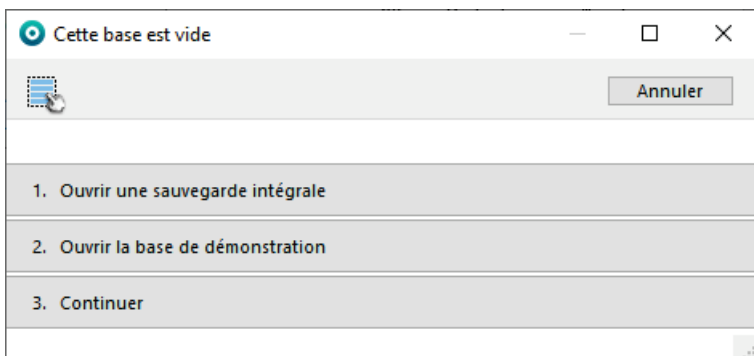 Cette base est vide
Annuler
1. Ouvrir une sauvegarde intégrale
2. Ouvrir la base de démonstration
3. Continuer